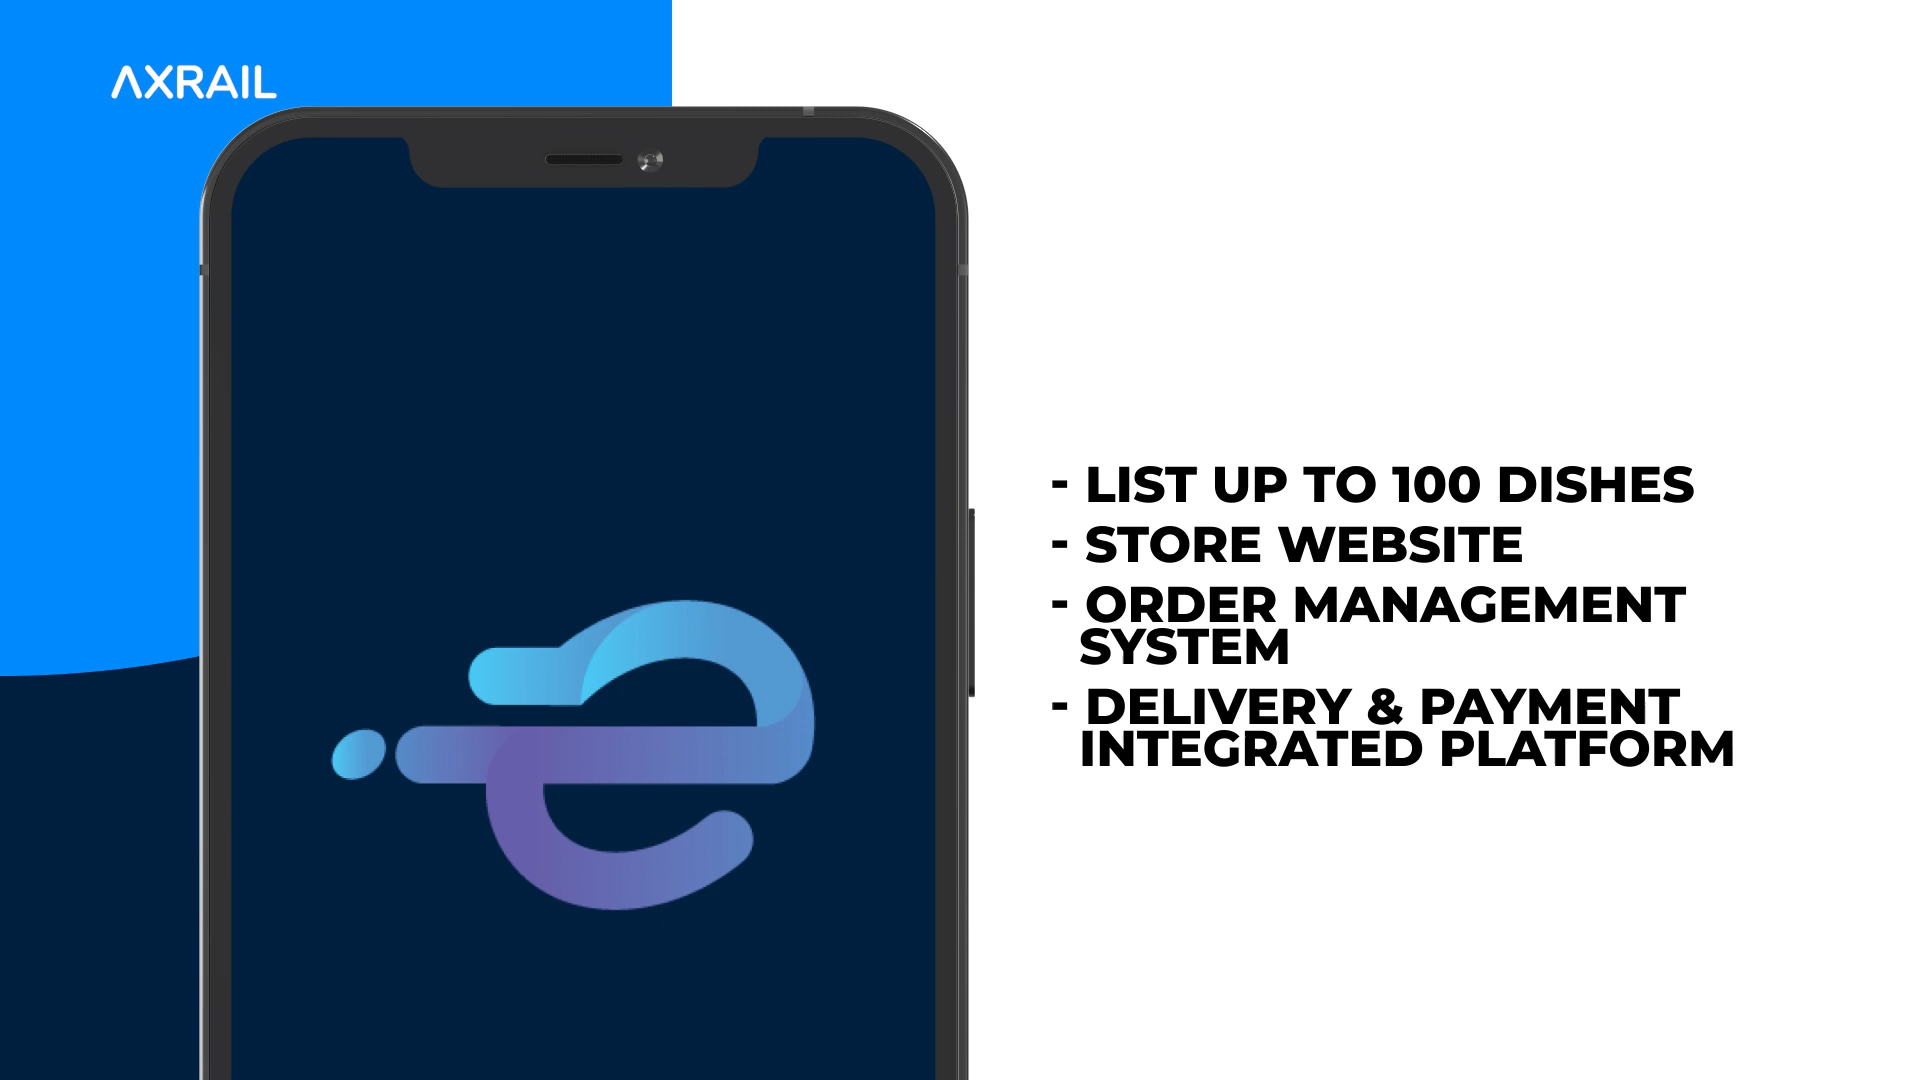 AXRAIL
- LIST UP TO 100 DISHES
- STORE WEBSITE
- ORDER MANAGEMENT
SYSTEM
- DELIVERY & PAYMENT
INTEGRATED PLATFORM
e